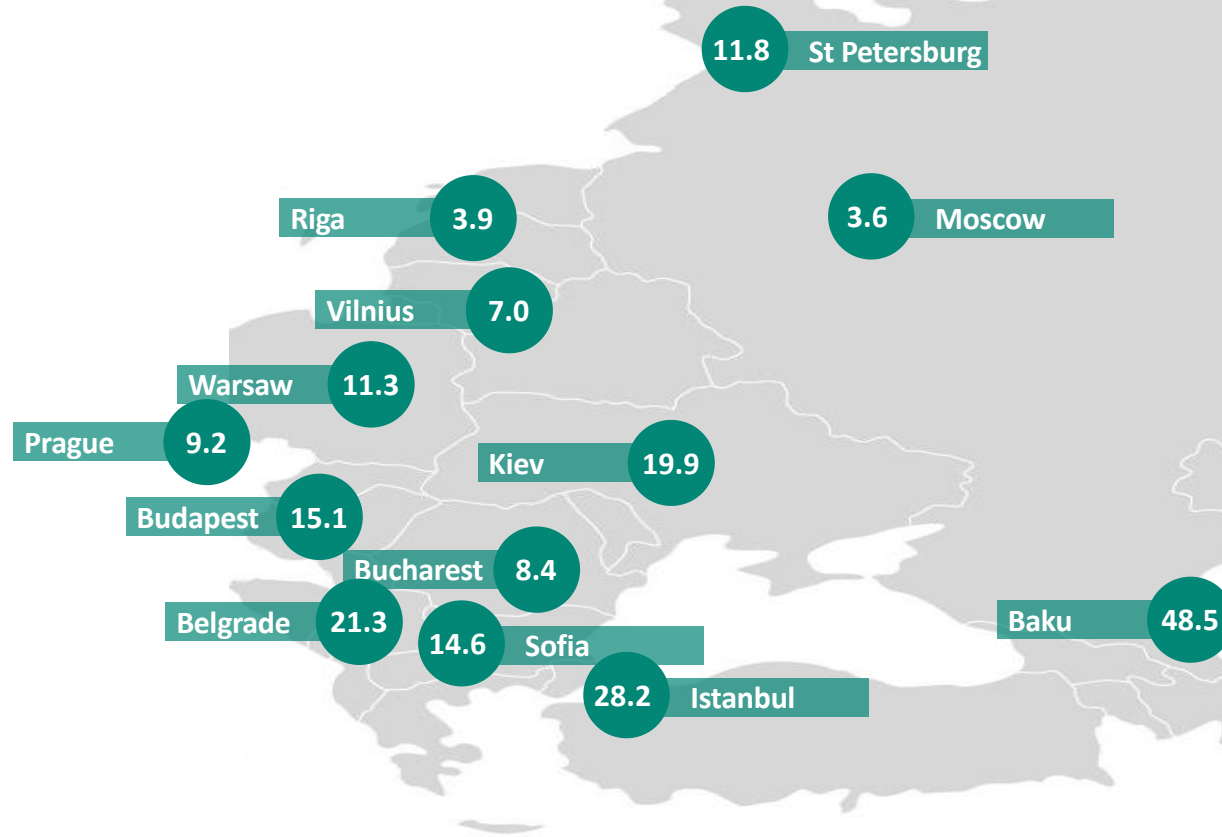 11.8 St Petersburg
Riga 3.9
3.6 Moscow
Vilnius 7.0
Warsaw 11.3
Prague 9.2
Kiev 19.9
Budapest 15.1
Bucharest 8.4
Belgrade 21.3
14.6 Sofia
Baku 48.5
28.2 Istanbul